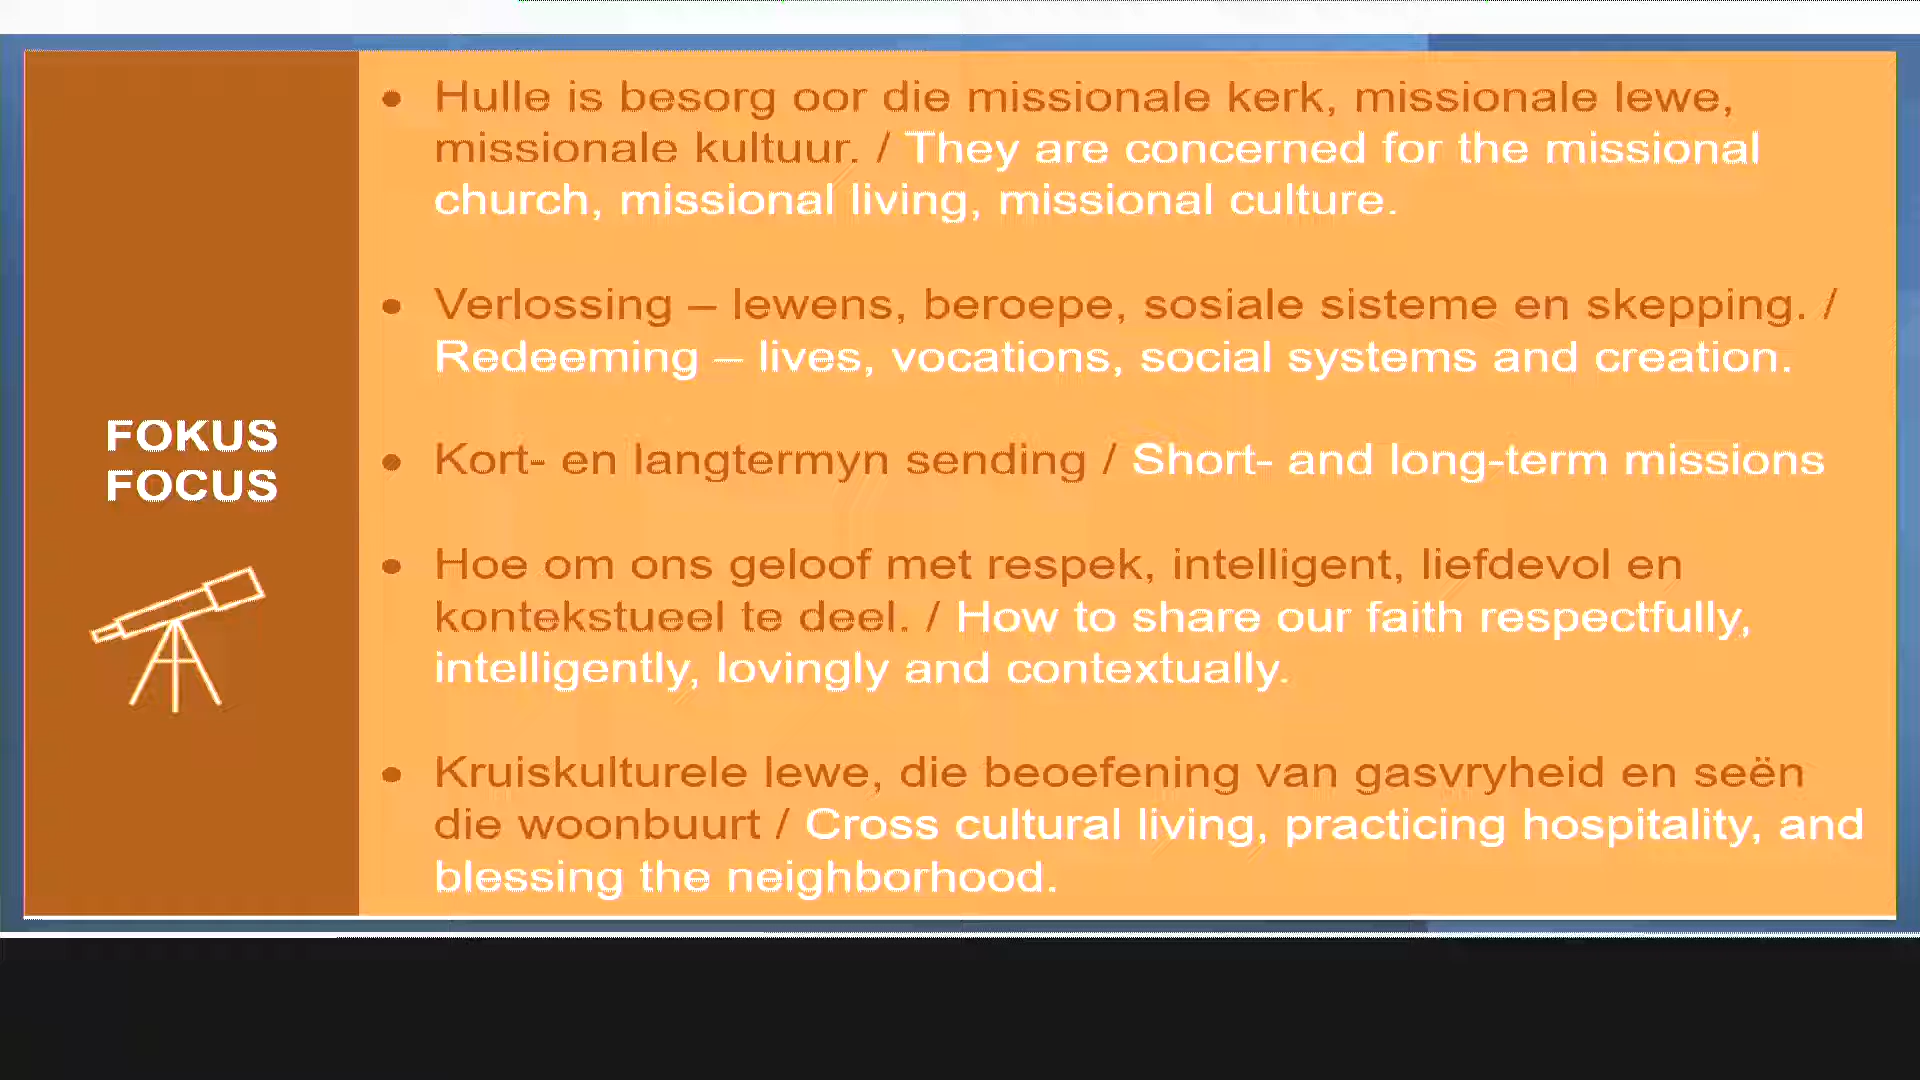 FOKUS
FOCUS
• Hulle is besorg oor die missionale kerk, missionale lewe,
missionale kultuur. / They are concerned for the missional
church, missional living, missional culture.
• Verlossing – lewens, beroepe, sosiale sisteme en skepping. /
Redeeming – lives, vocations, social systems and creation.
• Kort- en langtermyn sending / Short- and long-term missions
• Hoe om ons geloof met respek, intelligent, liefdevol en
kontekstueel te deel. / How to share our faith respectfully,
intelligently, lovingly and contextually.
• Kruiskulturele lewe, die beoefening van gasvryheid en seën
die woonbuurt / Cross cultural living, practicing hospitality, and
blessing the neighborhood.